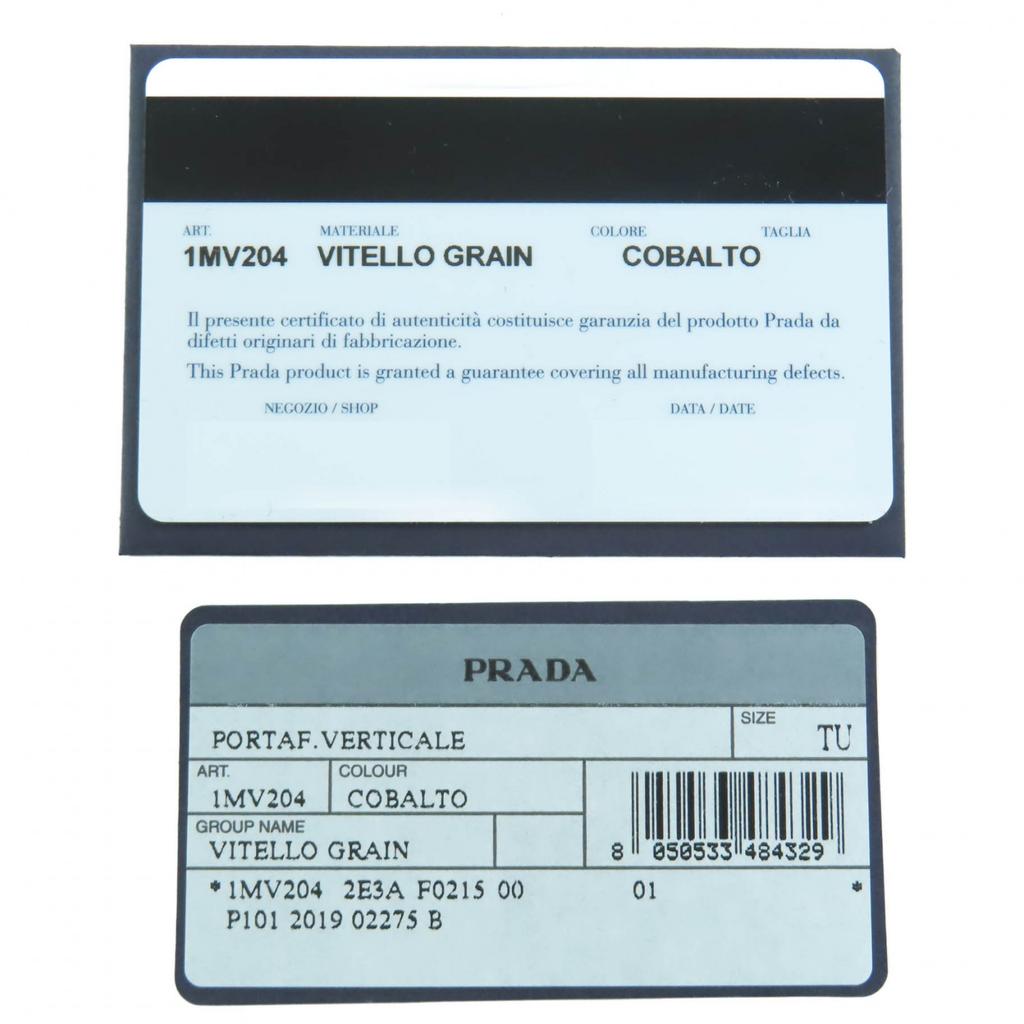 ART. MATERIALE COLORE TAGLIA
1MV204 VITELLO GRAIN COBALTO
Il presente certificato di autenticità costituisce garanzia del prodotto Prada da
difetti originari di fabbricazione.
This Prada product is granted a guarantee covering all manufacturing defects.
NEGOZIO / SHOP DATA / DATE
PRADA
SIZE
PORTAF.VERTICALE TU
ART. COLOUR
1MV204 COBALTO
GROUP NAME
VITELLO GRAIN
8 050533 484329
*1MV204 2E3A F0215 00 01 *
P101 2019 02275 B